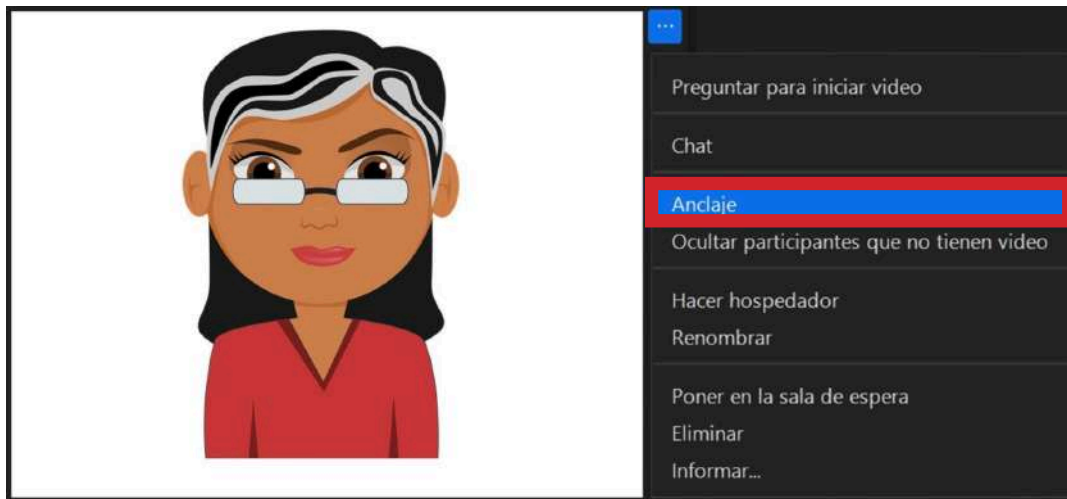 ...
Preguntar para iniciar video
Chat
Anclaje
Ocultar participantes que no tienen video
Hacer hospedador
Renombrar
Poner en la sala de espera
Eliminar
Informar...